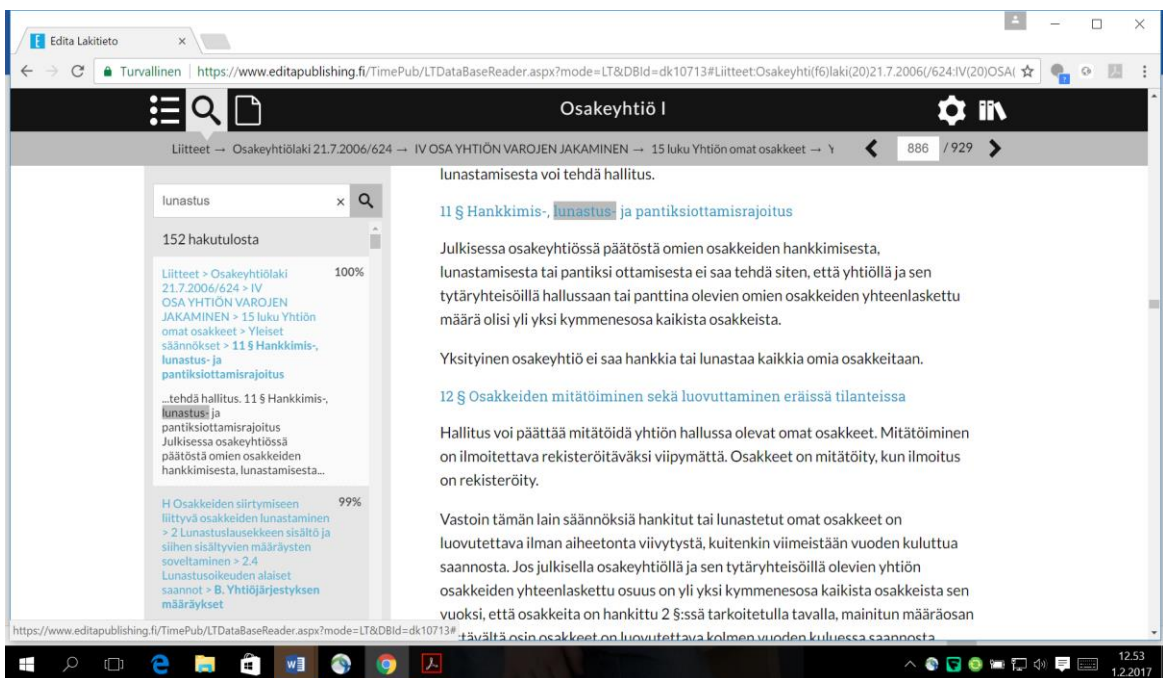 Edita Lakitieto
Turvallinen | https://www.editapublishing.fi/TimePub/LTDataBaseReader.aspx?mode=LT&DBId=dk10713#Liitteet:Osakeyhti(f6)laki(20)21.7.2006(/624:IV(20)OSA(
Osakeyhtiö I
Liitteet → Osakeyhtiölaki 21.7.2006/624 → IV OSA YHTIÖN VAROJEN JAKAMINEN → 15 luku Yhtiön omat osakkeet → Y
886 / 929
lunastus
152 hakutulosta
Liitteet > Osakeyhtiölaki 100%
21.7.2006/624 > IV
OSA YHTIÖN VAROJEN
JAKAMINEN > 15 luku Yhtiön
omat osakkeet > Yleiset
säännökset > 11 § Hankkimis-,
lunastus- ja
pantiksiottamisrajoitus
...tehdä hallitus. 11 § Hankkimis-,
lunastus- ja
pantiksiottamisrajoitus
Julkisessa osakeyhtiössä
päätöstä omien osakkeiden
hankkimisesta, lunastamisesta...
H Osakkeiden siirtymiseen 99%
liittyvä osakkeiden lunastaminen
> 2 Lunastuslausekkeen sisältö ja
siihen sisältyvien määräysten
soveltaminen > 2.4
Lunastusoikeuden alaiset
saannot > B. Yhtiöjärjestyksen
määräykset
lunastamisesta voi tehdä hallitus.
11 § Hankkimis-, lunastus- ja pantiksiottamisrajoitus
Julkisessa osakeyhtiössä päätöstä omien osakkeiden hankkimisesta,
lunastamisesta tai pantiksi ottamisesta ei saa tehdä siten, että yhtiöllä ja sen
tytäryhteisöillä hallussaan tai panttina olevien omien osakkeiden yhteenlaskettu
määrä olisi yli yksi kymmenesosa kaikista osakkeista.
Yksityinen osakeyhtiö ei saa hankkia tai lunastaa kaikkia omia osakkeitaan.
12 § Osakkeiden mitätöiminen sekä luovuttaminen eräissä tilanteissa
Hallitus voi päättää mitätöidä yhtiön hallussa olevat omat osakkeet. Mitätöiminen
on ilmoitettava rekisteröitäväksi viipymättä. Osakkeet on mitätöity, kun ilmoitus
on rekisteröity.
Vastoin tämän lain säännöksiä hankitut tai lunastetut omat osakkeet on
luovutettava ilman aiheetonta viivytystä, kuitenkin viimeistään vuoden kuluttua
saannosta. Jos julkisella osakeyhtiöllä ja sen tytäryhteisöillä olevien yhtiön
osakkeiden yhteenlaskettu osuus on yli yksi kymmenesosa kaikista osakkeista sen
vuoksi, että osakkeita on hankittu 2 §:ssä tarkoitetulla tavalla, mainitun määräosan
osin osakkeet on luovutettava kolmen vuoden kuluessa saannosta
https://www.editapublishing.fi/TimePub/LTDataBaseReader.aspx?mode=LT&DBId=dk10713#
12.53
1.2.2017